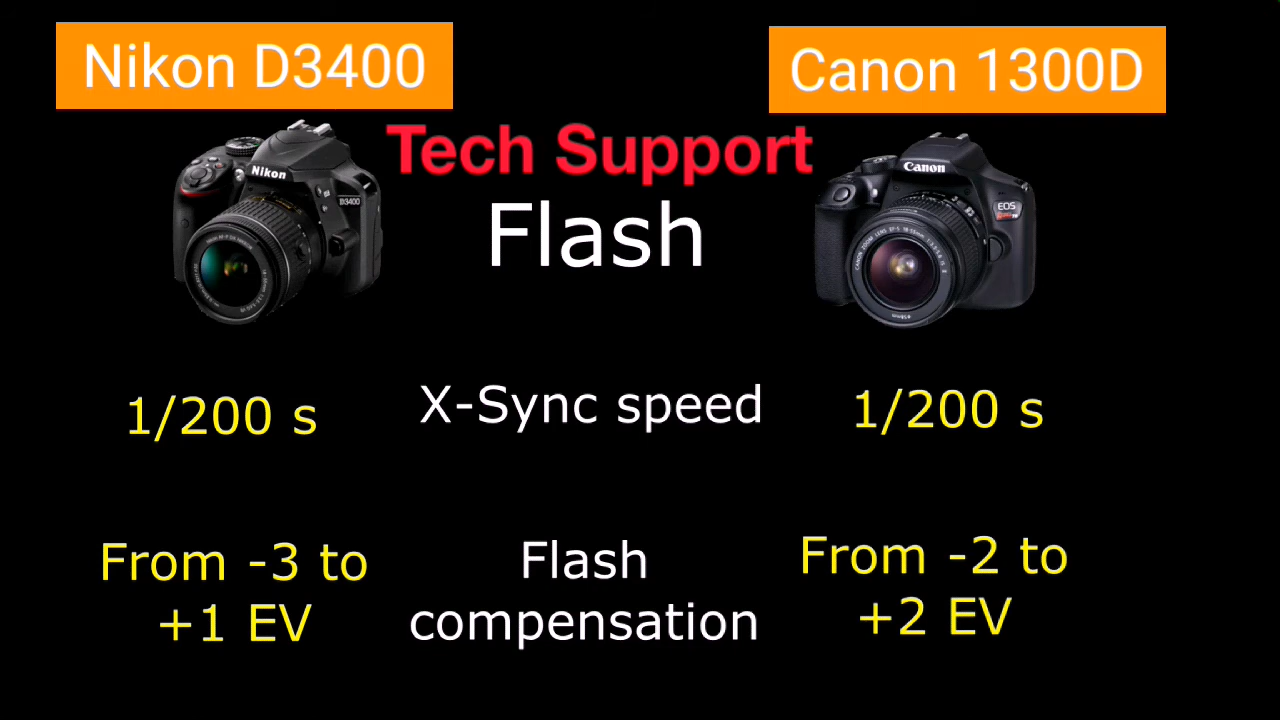 Nikon D3400
Canon 1300D
Tech Support
Flash
Nikon
D3400
Canon
EOS
1/200 s
X-Sync speed
1/200 s
From -3 to
+1 EV
Flash
compensation
From -2 to
+2 EV